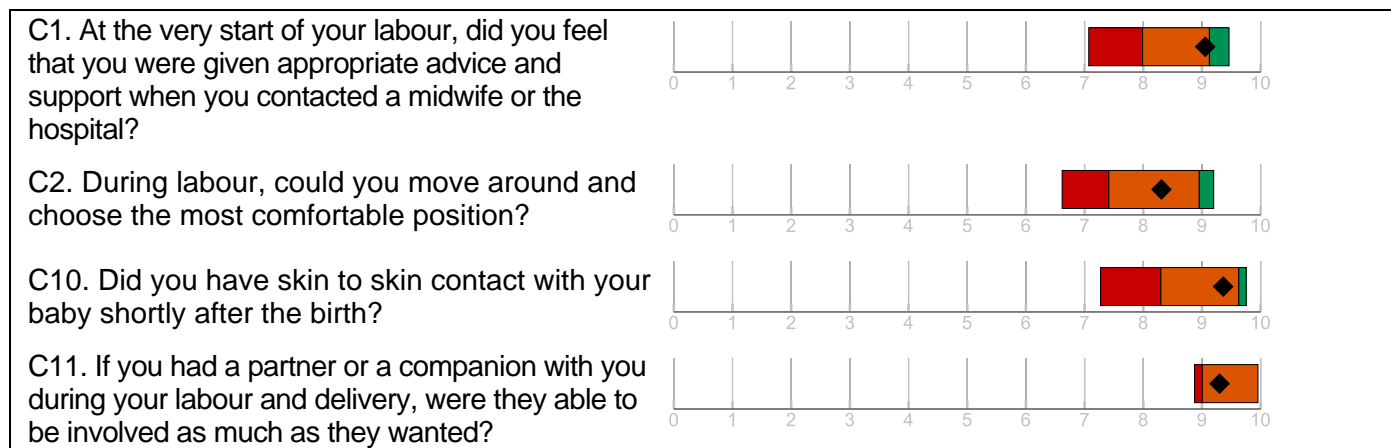 C1. At the very start of your labour, did you feel
that you were given appropriate advice and
support when you contacted a midwife or the
hospital?
0 1 2 3 4 5 6 7 8 9 10
C2. During labour, could you move around and
choose the most comfortable position?
0 1 2 3 4 5 6 7 8 9 10
C10. Did you have skin to skin contact with your
baby shortly after the birth?
0 1 2 3 4 5 6 7 8 9 10
C11. If you had a partner or a companion with you
during your labour and delivery, were they able to
be involved as much as they wanted?
0 1 2 3 4 5 6 7 8 9 10